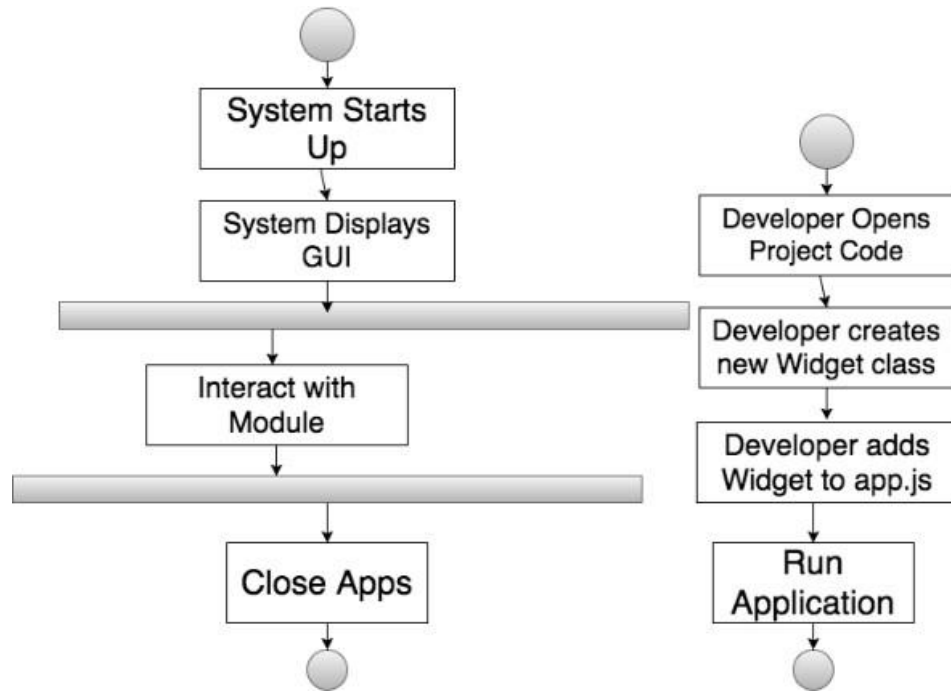 System Starts
Up
System Displays
GUI
Interact with
Module
Close Apps
Developer Opens
Project Code
Developer creates
new Widget class
Developer adds
Widget to app.js
Run
Application